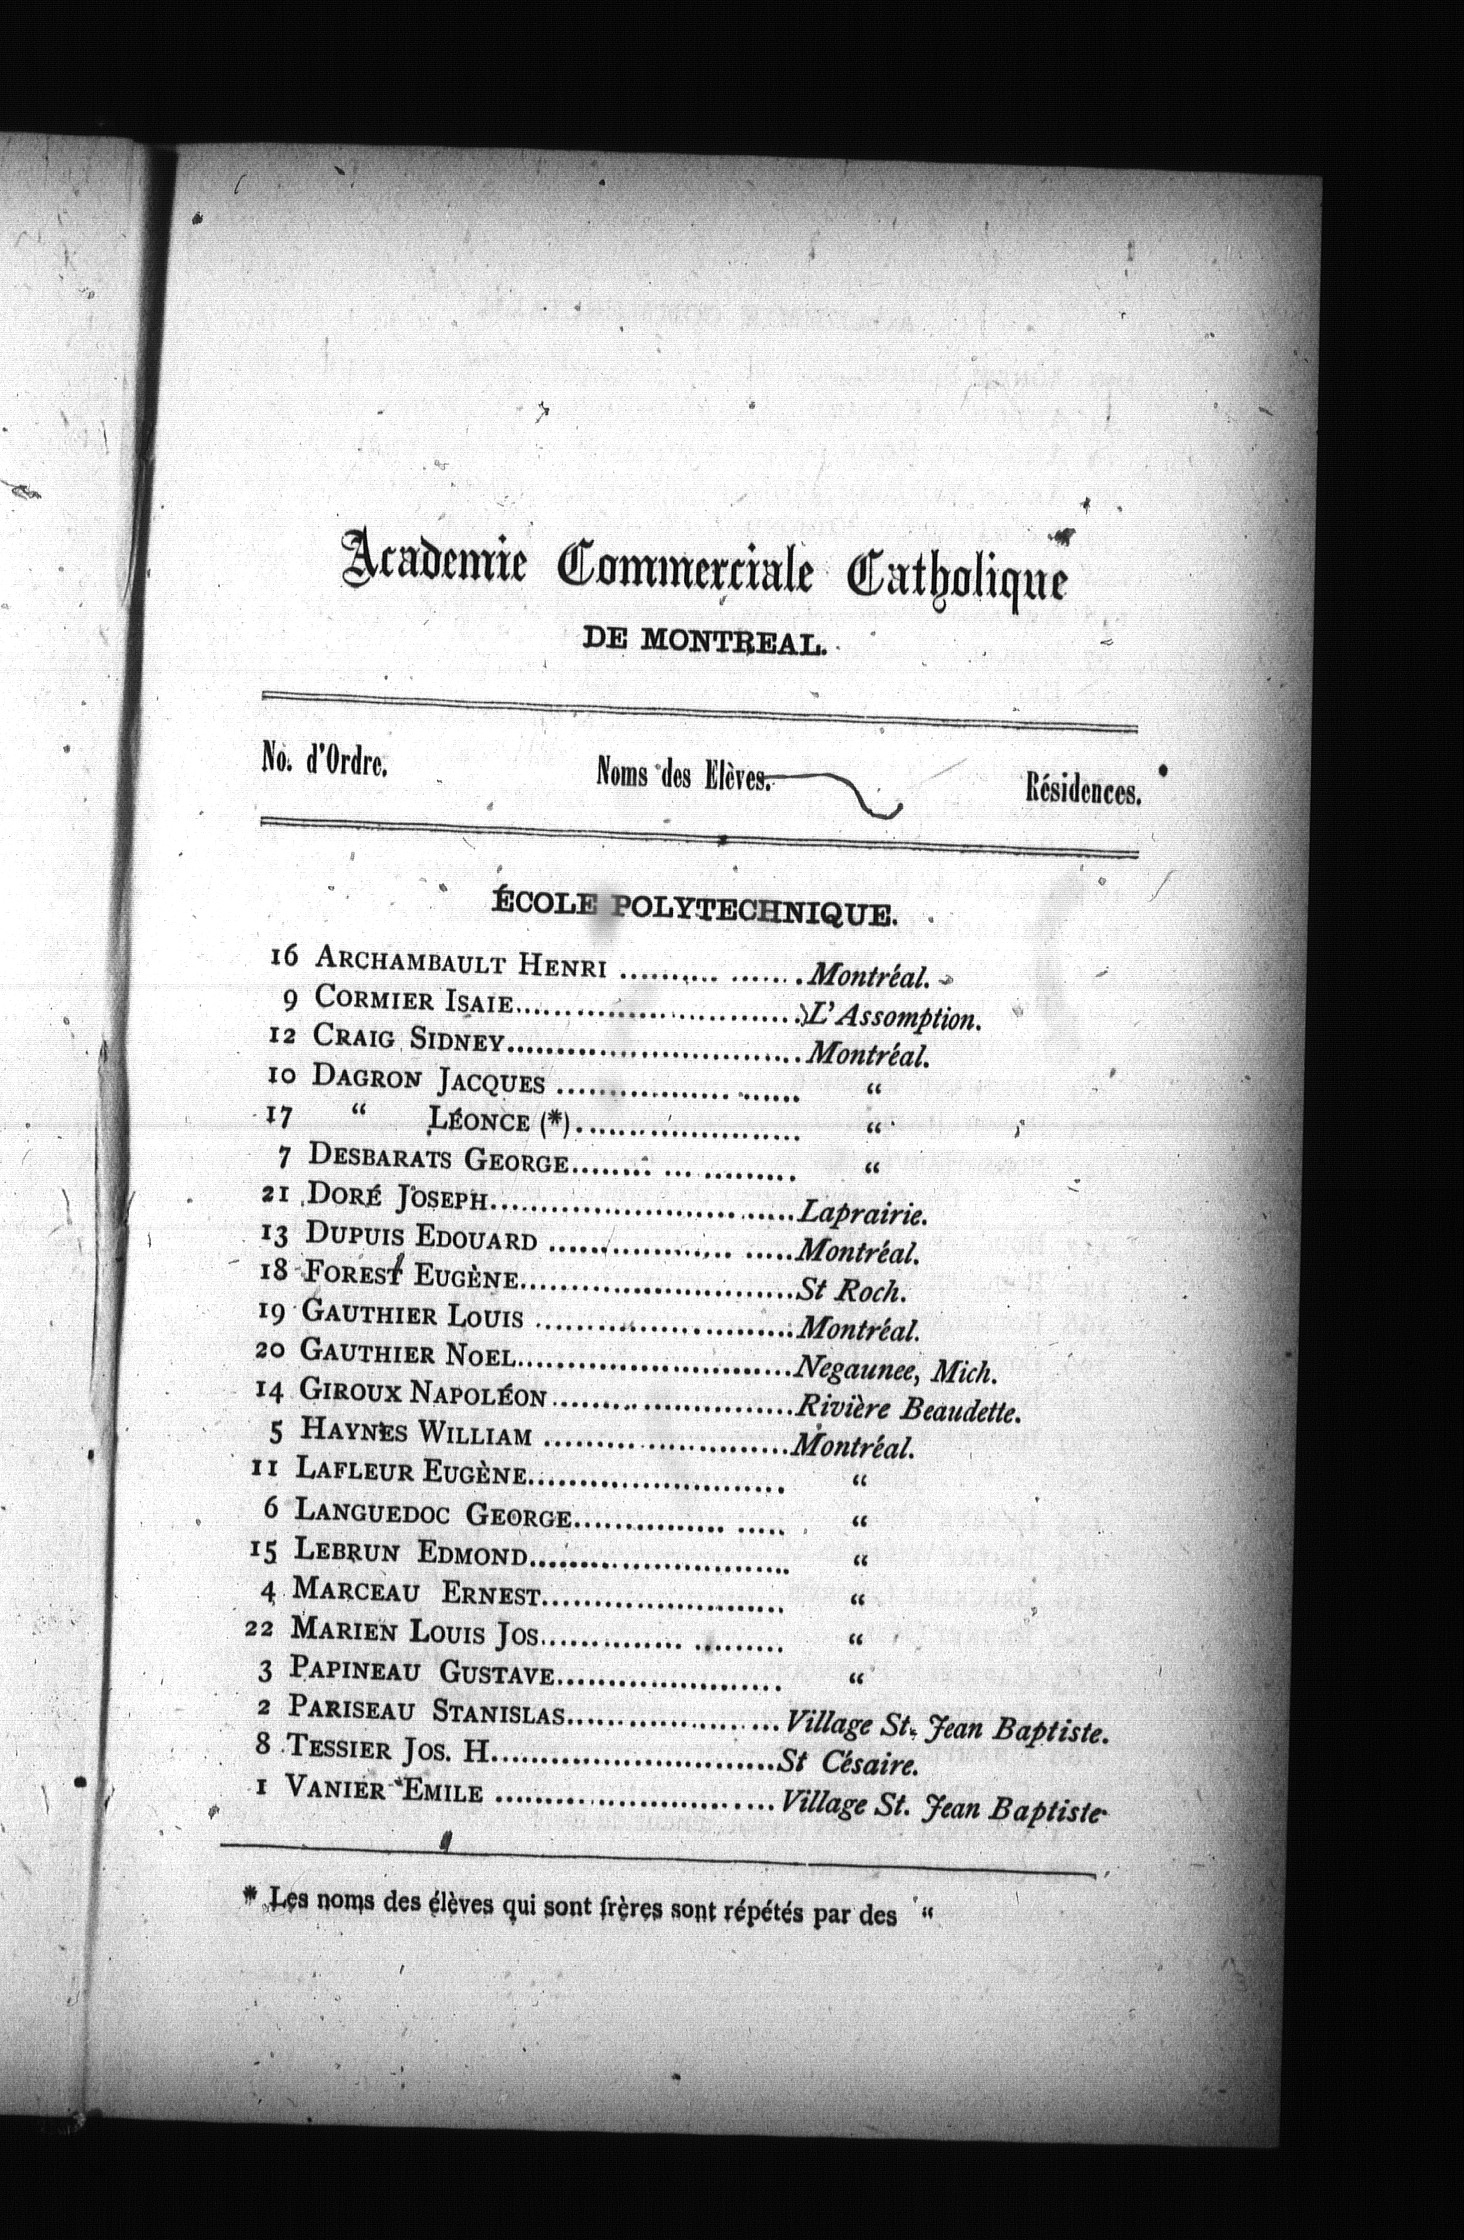 Academie Commerciale Catholique
DE MONTREAL.
No. d'Ordre. Noms des Elèves. Résidences.
ÉCOLE POLYTECHNIQUE.
16 ARCHAMBAULT HENRI ................ Montréal.
9 CORMIER ISAIE............................L'Assomption.
12 CRAIG SIDNEY..............................Montréal.
10 DAGRON JACQUES ....................... “
17 “ LÉONCE (*)....................... “
7 DESBARATS GEORGE........ ... ......... “
21 DORÉ JOSEPH..............................Laprairie.
13 DUPUIS EDOUARD ................. .....Montréal.
18 FOREST EUGÈNE...........................St Roch.
19 GAUTHIER LOUIS .........................Montréal.
20 GAUTHIER NOEL...........................Negaunee, Mich.
14 GIROUX NAPOLÉON.......................Rivière Beaudette.
5 HAYNES WILLIAM ........................Montréal.
11 LAFLEUR EUGÈNE......................... “
6 LANGUEDOC GEORGE............... ..... “
15 LEBRUN EDMOND......................... “
4 MARCEAU ERNEST........................ “
22 MARIEN LOUIS JOS.............. ......... “
3 PAPINEAU GUSTAVE...................... “
2 PARISEAU STANISLAS.....................Village St. Jean Baptiste.
8 TESSIER JOS. H............................St Césaire.
1 VANIER EMILE ...........................Village St. Jean Baptiste
* Les noms des élèves qui sont frères sont répétés par des “